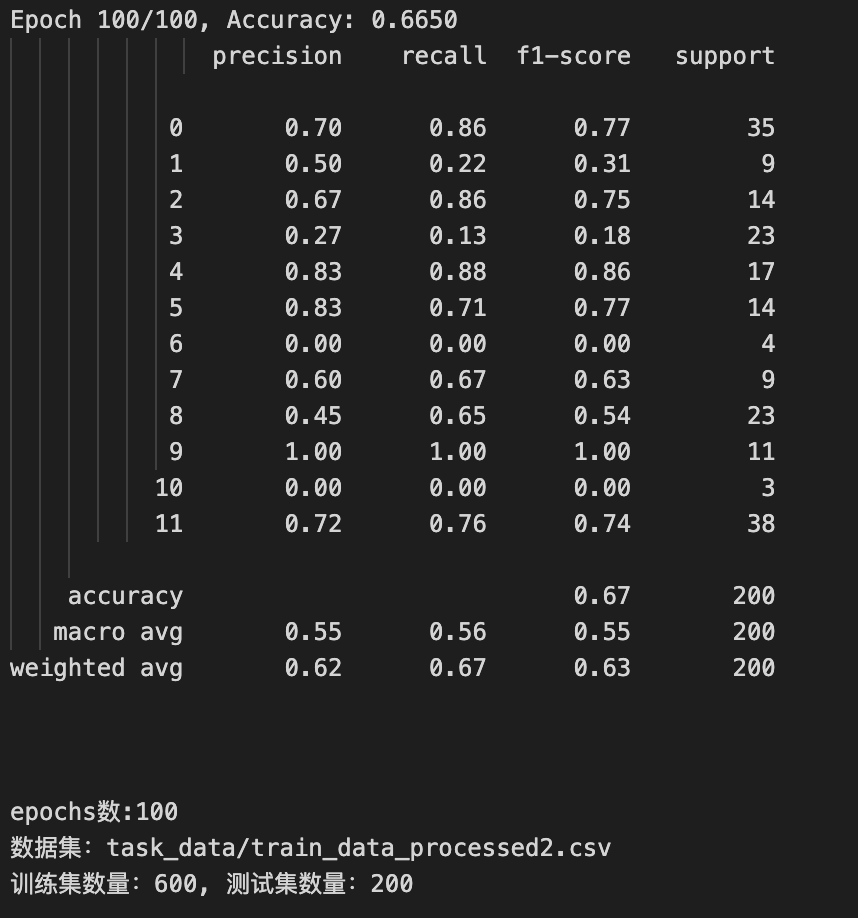 Epoch 100/100, Accuracy: 0.6650
precision recall f1-score support
0 0.70 0.86 0.77 35
1 0.50 0.22 0.31 9
2 0.67 0.86 0.75 14
3 0.27 0.13 0.18 23
4 0.83 0.88 0.86 17
5 0.83 0.71 0.77 14
6 0.00 0.00 0.00 4
7 0.60 0.67 0.63 9
8 0.45 0.65 0.54 23
9 1.00 1.00 1.00 11
10 0.00 0.00 0.00 3
11 0.72 0.76 0.74 38
accuracy 0.67 200
macro avg 0.55 0.56 0.55 200
weighted avg 0.62 0.67 0.63 200
epochs数:100
数据集: task_data/train_data_processed2.csv
训练集数量: 600, 测试集数量: 200